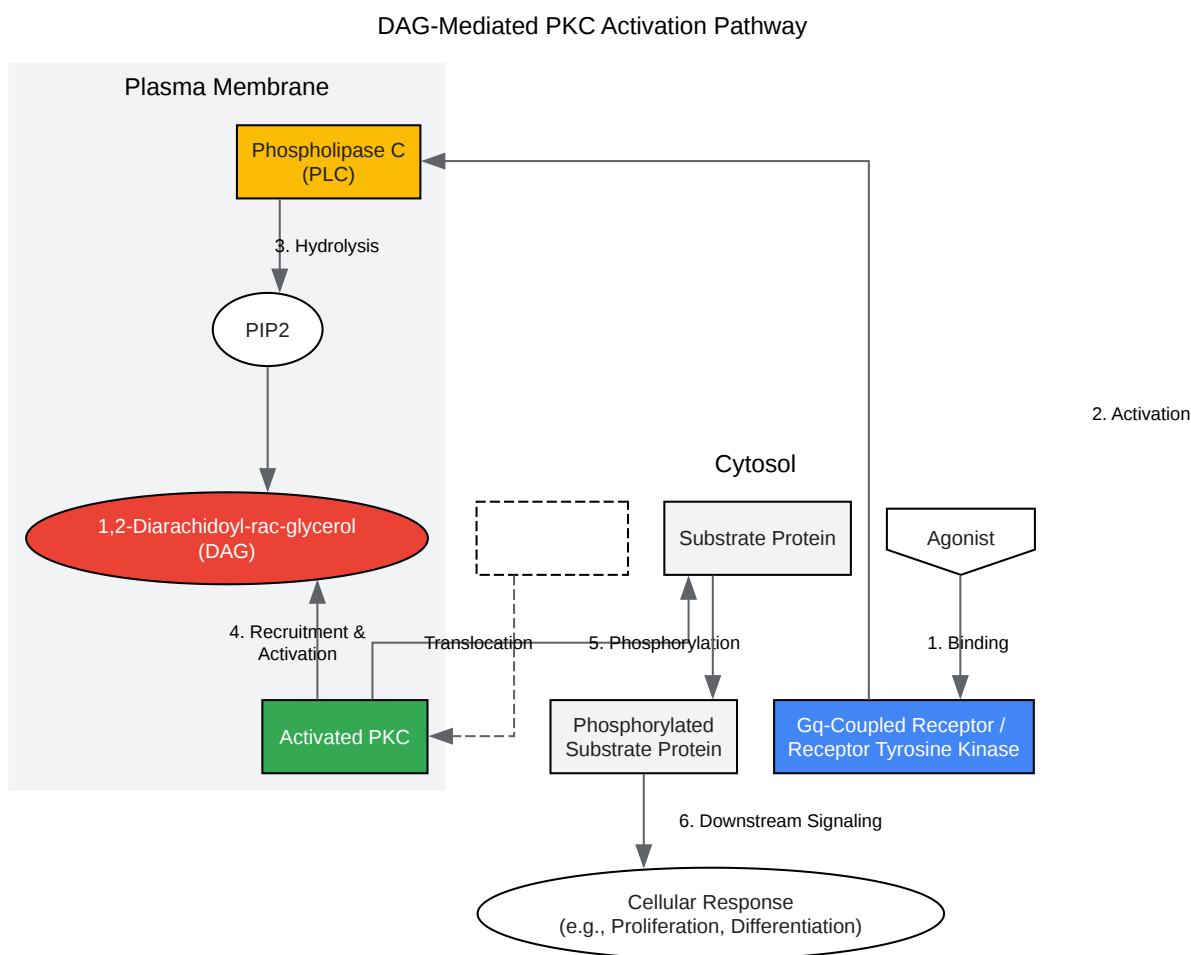 DAG-Mediated PKC Activation Pathway
Plasma Membrane
Phospholipase C
(PLC)
3. Hydrolysis
PIP2
2. Activation
Cytosol
1,2-Diarachidoyl-rac-glycerol
(DAG)
Substrate Protein
Agonist
4. Recruitment &
Activation
Translocation
5. Phosphorylation
1. Binding
Activated PKC
Phosphorylated
Substrate Protein
Gq-Coupled Receptor /
Receptor Tyrosine Kinase
6. Downstream Signaling
Cellular Response
(e.g., Proliferation, Differentiation)